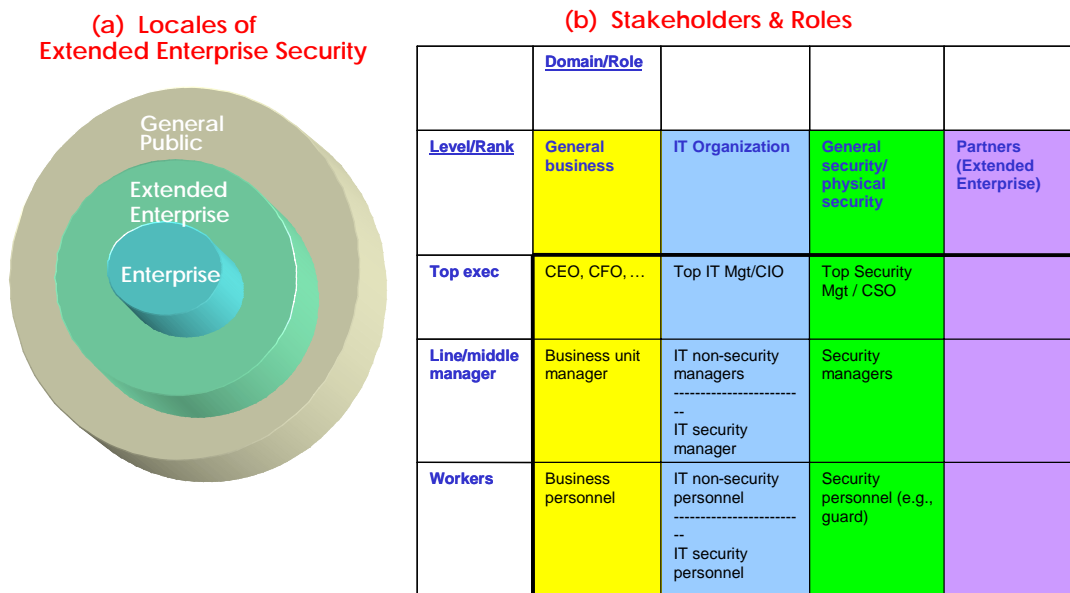 (a) Locales of
Extended Enterprise Security
General
Public
Extended
Enterprise
Enterprise
(b) Stakeholders & Roles
Domain/Role
Level/Rank
General
business
IT Organization
General
security/
physical
security
Partners
(Extended
Enterprise)
Top exec
CEO, CFO, …
Top IT Mgt/CIO
Top Security
Mgt / CSO
Line/middle
manager
Business unit
manager
IT non-security
managers
-----------------------
--
IT security
manager
Security
managers
Workers
Business
personnel
IT non-security
personnel
-----------------------
--
IT security
personnel
Security
personnel (e.g.,
guard)